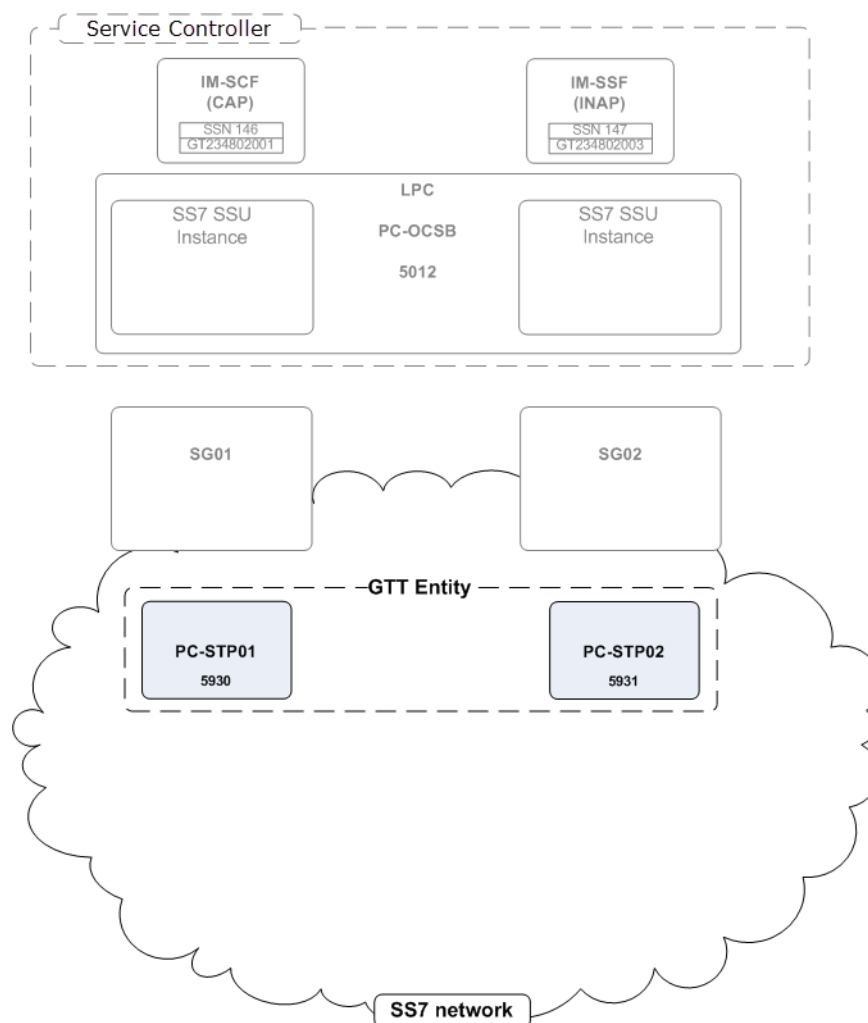 Service Controller
IM-SCF
(CAP)
SSN 146
GT234802001
IM-SSF
(INAP)
SSN 147
GT234802003
LPC
PC-OCSB
5012
SS7 SSU
Instance
SS7 SSU
Instance
SG01
SG02
GTT Entity
PC-STP01
5930
PC-STP02
5931
SS7 network